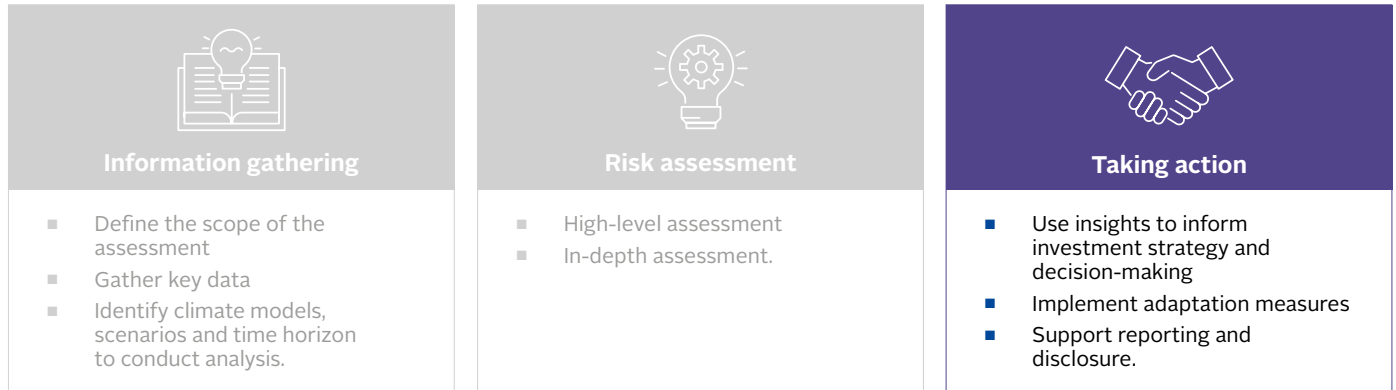 Information gathering
Define the scope of the
assessment
Gather key data
Identify climate models,
scenarios and time horizon
to conduct analysis.
Risk assessment
High-level assessment
In-depth assessment.
Taking action
Use insights to inform
investment strategy and
decision-making
Implement adaptation measures
Support reporting and
disclosure.